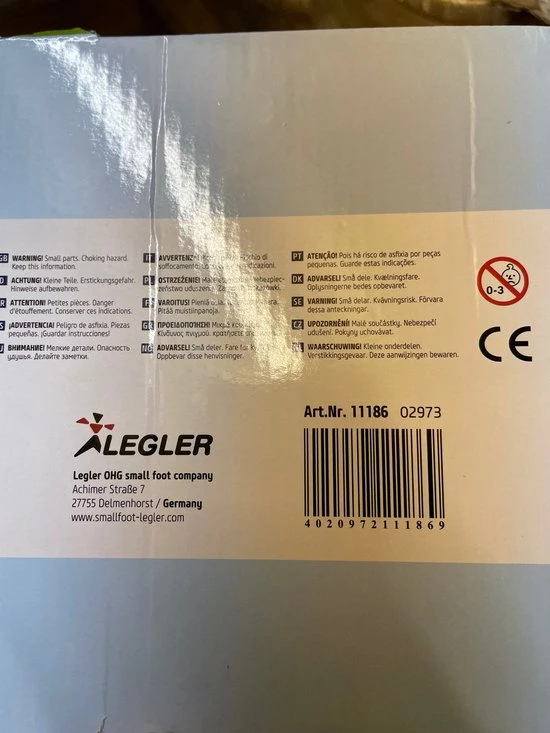 GB WARNING! Small parts. Choking hazard.
Keep this information.
D ACHTUNG! Kleine Teile. Erstickungsgefahr.
Hinweise aufbewahren.
R ATTENTION! Petites pièces. Danger
d'étouffement. Conserver ces indications.
S ¡ADVERTENCIA! Peligro de asfixia. Piezas
pequeñas. ¡Guardar instrucciones!
ВНИМАНИЕ! Мелкие детали. Опасность
удушья. Делайте заметки.
IT AVVERTENZ
soffocamento
PL OSTRZEŻENIE!
FI VAROITUS! Pieniä
Pitää muistiinpanoja.
GR ΠΡΟΕΙΔΟΠΟΙΗΣΗ!
Κίνδυνος πνιγμού.
NO ADVARSEL! Små deler. Fare for
Oppbevar disse henvisninger.
PT ATENÇÃO! Pois há risco de asfixia por peças
pequenas. Guarde estas indicações.
DK ADVARSEL! Små dele. Kvælningsfare.
Oplysningerne bedes opbevaret.
SE VARNING! Små delar. Kvävningsrisk. Förvara
dessa anteckningar.
CZ UPOZORNĚNÍ! Malé součástky. Nebezpečí
udušení. Pokyny uchovávat.
NL WAARSCHUWING! Kleine onderdelen.
Verstikkingsgevaar. Deze aanwijzingen bewaren.
0-3
CE
LEGLER
Legler OHG small foot company
Achimer Straße 7
27755 Delmenhorst / Germany
www.smallfoot-legler.com
Art.Nr. 11186 02973
4020972111869